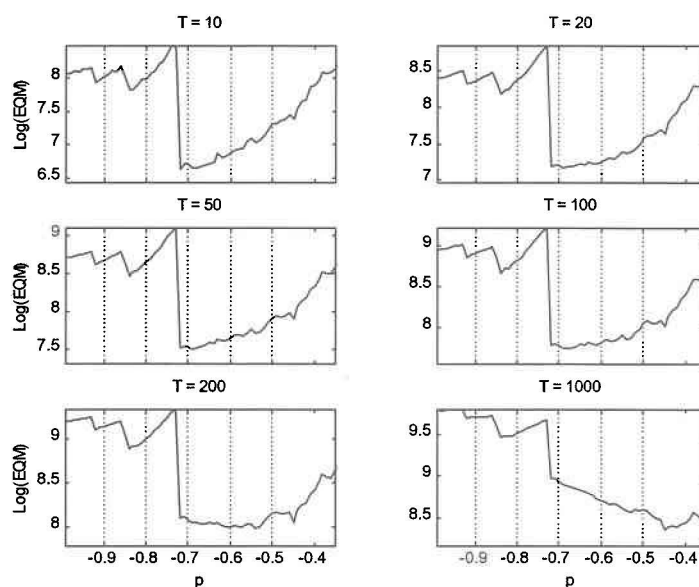 T = 10
T = 20
Log(EQM)
8
7.5
7
6.5
8.5
8
7.5
7
T = 50
T = 100
Log(EQM)
9
8.5
8
7.5
9
8.5
8
T = 200
T = 1000
Log(EQM)
9
8.5
8
9.5
9
8.5
-0.9 -0.8 -0.7 -0.6 -0.5 -0.4
-0.9 -0.8 -0.7 -0.6 -0.5 -0.4
p
p